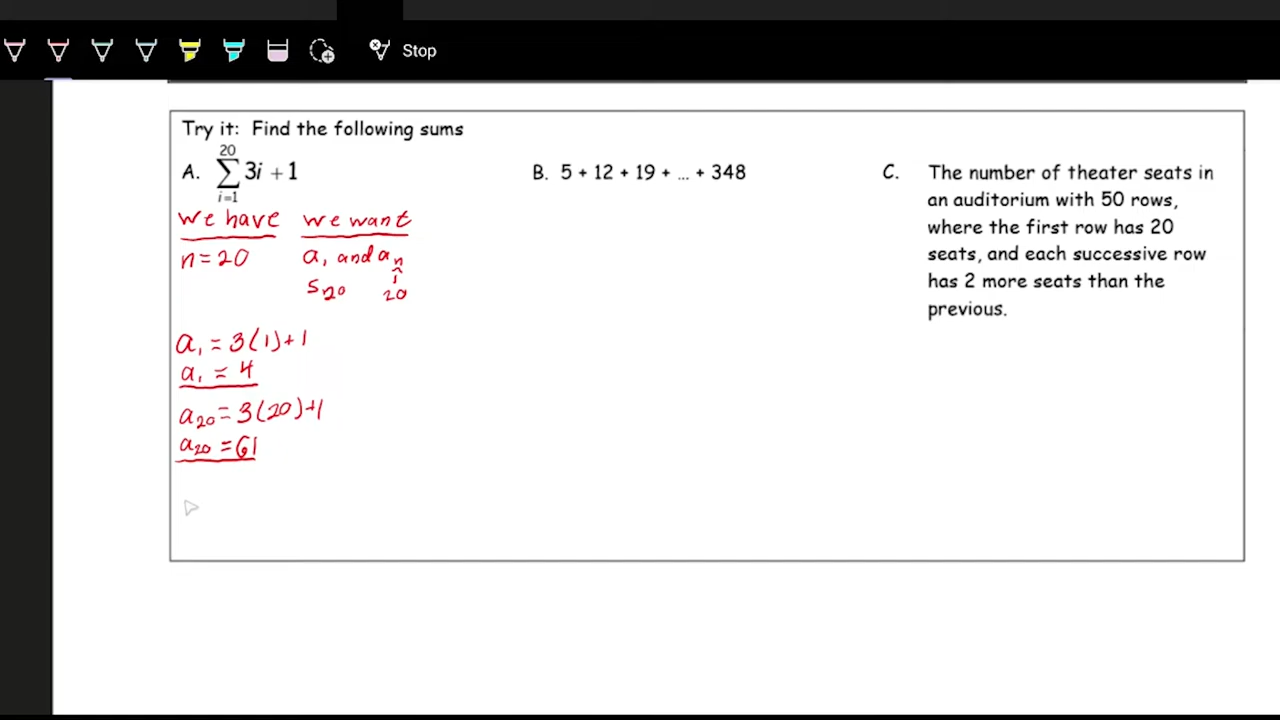 Stop
Try it: Find the following sums
A. 20 ∑ i=1 3i + 1
we have we want
n = 20 a₁ and aₙ
S₂₀ ↑ 20
a₁ = 3(1)+1
a₁ = 4
a₂₀ = 3(20)+1
a₂₀ = 61
B. 5 + 12 + 19 + ... + 348
C. The number of theater seats in
an auditorium with 50 rows,
where the first row has 20
seats, and each successive row
has 2 more seats than the
previous.